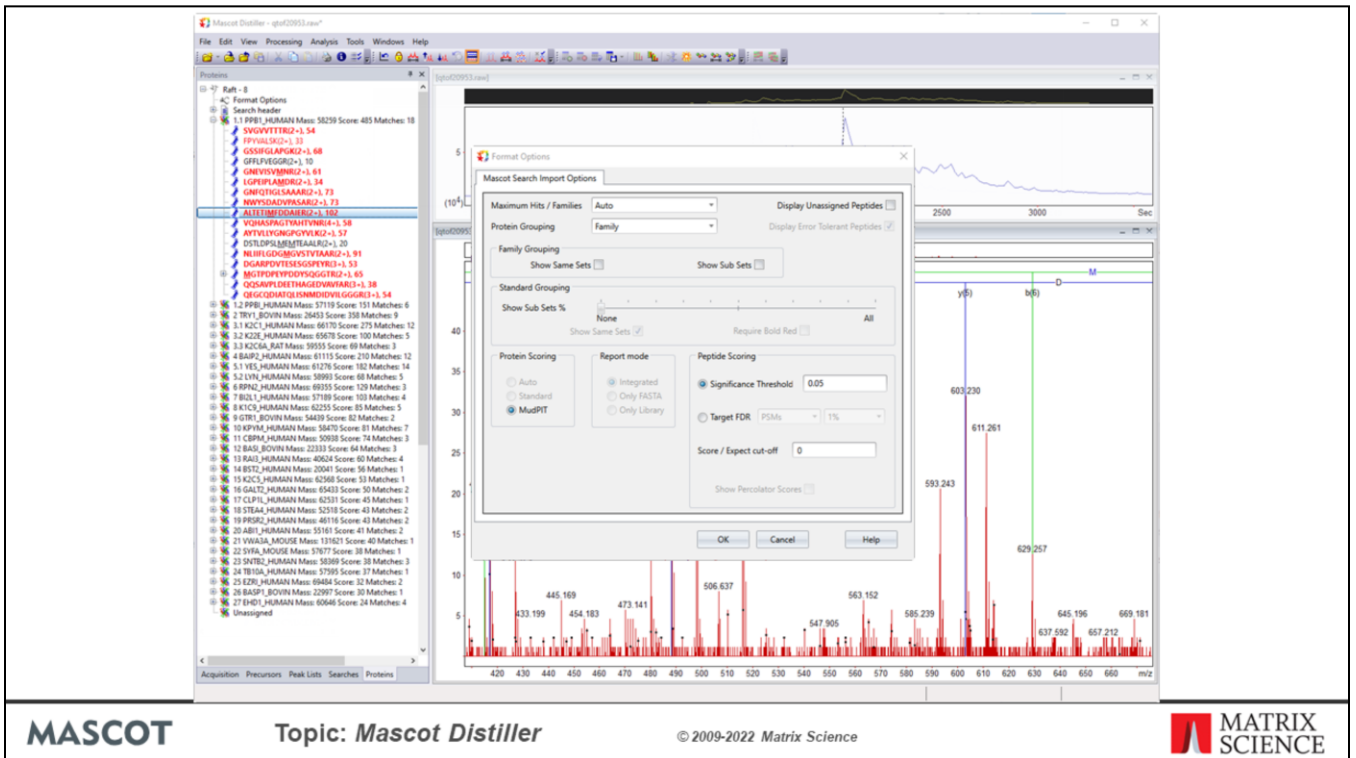 Mascot Distiller - qtof20953.raw*
File Edit View Processing Analysis Tools Windows Help
Proteins
Raft - 8
Format Options
Search header
1.1 PPB1_HUMAN Mass: 58259 Score: 485 Matches: 18
SVGVVTTTR(2+), 54
FPYVALSK(2+), 33
GSSIFGLAPGK(2+), 68
GFFLFVEGGR(2+), 10
GNEVISVMNR(2+), 61
LGPEIPLAMDR(2+), 34
GNFQTIGLSAAAR(2+), 73
NWYSDADVPASAR(2+), 73
ALTETIMFDDAIER(2+), 102
VQHASPAGTYAHTVNR(4+), 58
AYTVLLYGNGPGYVLK(2+), 57
DSTLDPSLMEMTEAALR(2+), 20
NLIIFLGDGMGVSTVTAAR(2+), 91
DGARPDVTESESGSPEYR(3+), 53
MGTPDPEYPDDYSQGGTR(2+), 65
QQSAVPLDEETHAGEDVAVFAR(3+), 38
QEGCQDIATQLISNMDIDVILGGGR(3+), 54
1.2 PPBI_HUMAN Mass: 57119 Score: 151 Matches: 6
2 TRY1_BOVIN Mass: 26453 Score: 358 Matches: 9
3.1 K2C1_HUMAN Mass: 66170 Score: 275 Matches: 12
3.2 K22E_HUMAN Mass: 65678 Score: 100 Matches: 5
3.3 K2C6A_RAT Mass: 59555 Score: 69 Matches: 3
4 BAIP2_HUMAN Mass: 61115 Score: 210 Matches: 12
5.1 YES_HUMAN Mass: 61276 Score: 182 Matches: 14
5.2 LYN_HUMAN Mass: 58993 Score: 68 Matches: 5
6 RPN2_HUMAN Mass: 69355 Score: 129 Matches: 3
7 BI2L1_HUMAN Mass: 57189 Score: 103 Matches: 4
8 K1C9_HUMAN Mass: 62255 Score: 85 Matches: 5
9 GTR1_BOVIN Mass: 54439 Score: 82 Matches: 2
10 KPYM_HUMAN Mass: 58470 Score: 81 Matches: 7
11 CBPM_HUMAN Mass: 50938 Score: 74 Matches: 3
12 BASI_BOVIN Mass: 22333 Score: 64 Matches: 3
13 RAI3_HUMAN Mass: 40624 Score: 60 Matches: 4
14 BST2_HUMAN Mass: 20041 Score: 56 Matches: 1
15 K2C5_HUMAN Mass: 62568 Score: 53 Matches: 1
16 GALT2_HUMAN Mass: 65433 Score: 50 Matches: 2
17 CLP1L_HUMAN Mass: 62531 Score: 45 Matches: 1
18 STEA4_HUMAN Mass: 52518 Score: 43 Matches: 2
19 PRSR2_HUMAN Mass: 46116 Score: 43 Matches: 2
20 ABI1_HUMAN Mass: 55161 Score: 41 Matches: 2
21 VWA3A_MOUSE Mass: 131621 Score: 40 Matches: 1
22 SYFA_MOUSE Mass: 57677 Score: 38 Matches: 1
23 SNTB2_HUMAN Mass: 58369 Score: 38 Matches: 3
24 TB10A_HUMAN Mass: 57595 Score: 37 Matches: 1
25 EZRI_HUMAN Mass: 69484 Score: 32 Matches: 2
26 BASP1_BOVIN Mass: 22997 Score: 30 Matches: 1
27 EHD1_HUMAN Mass: 60646 Score: 24 Matches: 4
Unassigned
Acquisition Precursors Peak Lists Searches Proteins
[qtof20953.raw]
5
(10⁴)
2500 3000 Sec
[qtof20953
Format Options
Mascot Search Import Options
Maximum Hits / Families Auto Display Unassigned Peptides
Protein Grouping Family Display Error Tolerant Peptides
Family Grouping
Show Same Sets Show Sub Sets
Standard Grouping
Show Sub Sets %
None All
Show Same Sets Require Bold Red
Protein Scoring Report mode Peptide Scoring
Auto Integrated Significance Threshold 0.05
Standard Only FASTA
MudPIT Only Library Target FDR PSMs 1%
Score / Expect cut-off 0
Show Percolator Scores
OK Cancel Help
M
D
y(5) b(6)
40
35
603.230
30
611.261
25
593.243
20
15
629.257
10
506.637
445.169 563.152
433.199 454.183 473.141 547.905 585.239 645.196 669.181
5
637.592 657.212
420 430 440 450 460 470 480 490 500 510 520 530 540 550 560 570 580 590 600 610 620 630 640 650 660 m/z
MASCOT Topic: Mascot Distiller © 2009-2022 Matrix Science MATRIX
SCIENCE